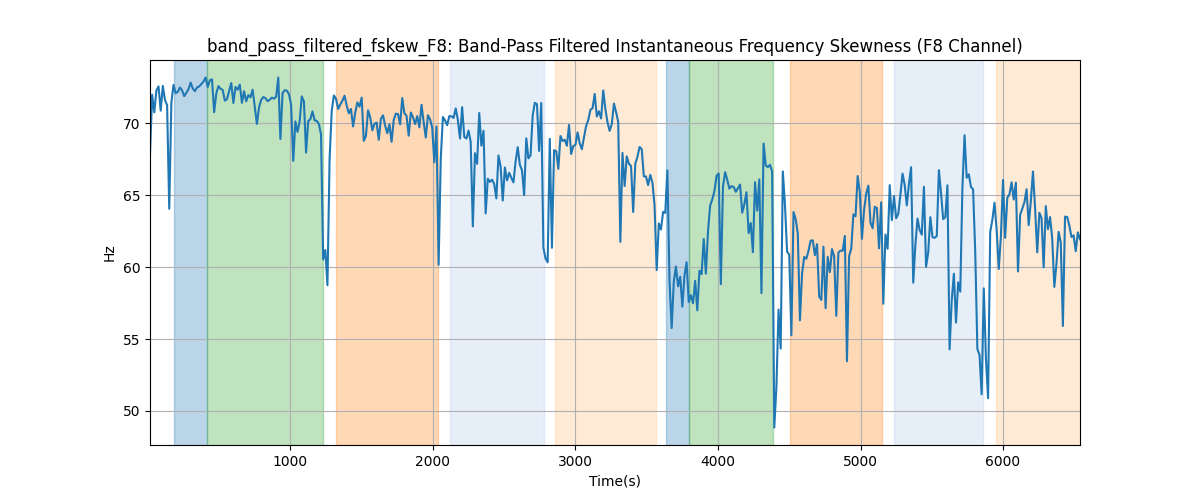 band_pass_filtered_fskew_F8: Band-Pass Filtered Instantaneous Frequency Skewness (F8 Channel)
70
65
60
55
50
Hz
1000 2000 3000 4000 5000 6000
Time(s)